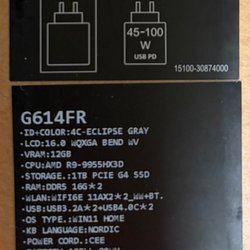 45-100
W
USB PD
15100-30874000
G614FR
·ID+COLOR:4C-ECLIPSE GRAY
·LCD:16.0 WQXGA BEND WV
·VRAM:12GB
·CPU:AMD R9-9955HX3D
·STORAGE:1TB PCIE G4 SSD
·RAM:DDR5 16G*2
·WLAN:WIFI6E 11AX2*2_WW+BT.
·USB:USB3.2A*2+USB4.0C*2
·OS TYPE:WIN11 HOME
·KB LANGUAGE:NORDIC
·POWER CORD:CEE